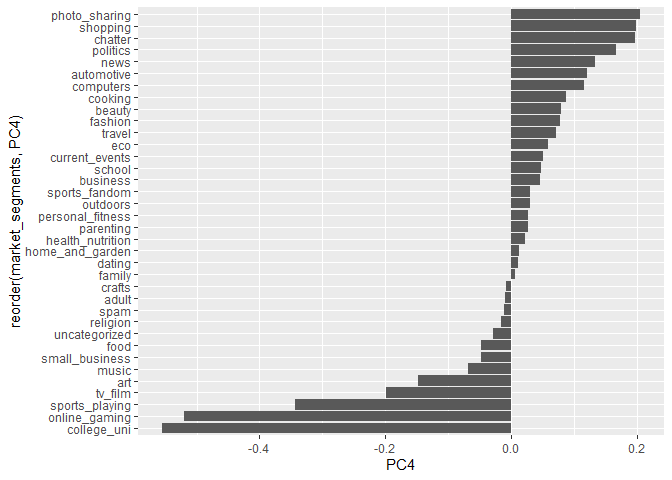 photo_sharing
shopping
chatter
politics
news
automotive
computers
cooking
beauty
fashion
travel
eco
current_events
school
business
sports_fandom
outdoors
personal_fitness
parenting
health_nutrition
home_and_garden
dating
family
crafts
adult
spam
religion
uncategorized
food
small_business
music
art
tv_film
sports_playing
online_gaming
college_uni
reorder(market_segments, PC4)
-0.4 -0.2 0.0 0.2
PC4